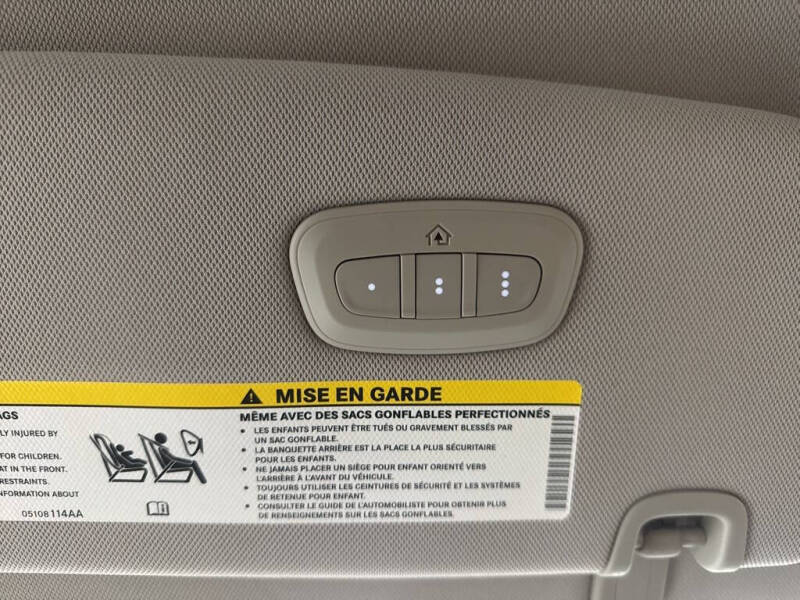 MISE EN GARDE
AGS
LY INJURED BY
FOR CHILDREN.
AT IN THE FRONT.
RESTRAINTS.
NFORMATION ABOUT
05108114AA
MÊME AVEC DES SACS GONFLABLES PERFECTIONNÉS
• LES ENFANTS PEUVENT ÊTRE TUÉS OU GRAVEMENT BLESSÉS PAR
UN SAC GONFLABLE.
• LA BANQUETTE ARRIÈRE EST LA PLACE LA PLUS SÉCURITAIRE
POUR LES ENFANTS.
• NE JAMAIS PLACER UN SIÈGE POUR ENFANT ORIENTÉ VERS
L'ARRIÈRE À L'AVANT DU VÉHICULE.
• TOUJOURS UTILISER LES CEINTURES DE SÉCURITÉ ET LES SYSTÈMES
DE RETENUE POUR ENFANT.
• CONSULTER LE GUIDE DE L'AUTOMOBILISTE POUR OBTENIR PLUS
DE RENSEIGNEMENTS SUR LES SACS GONFLABLES.